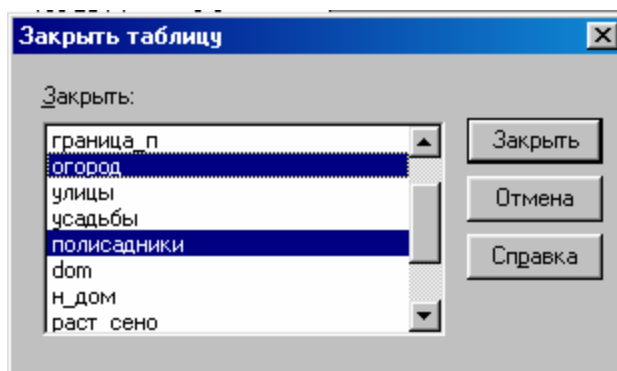 Закрыть таблицу
Закрыть:
граница_п
огород
улицы
усадьбы
полисадники
dom
н_дом
раст_сено
Закрыть
Отмена
Справка